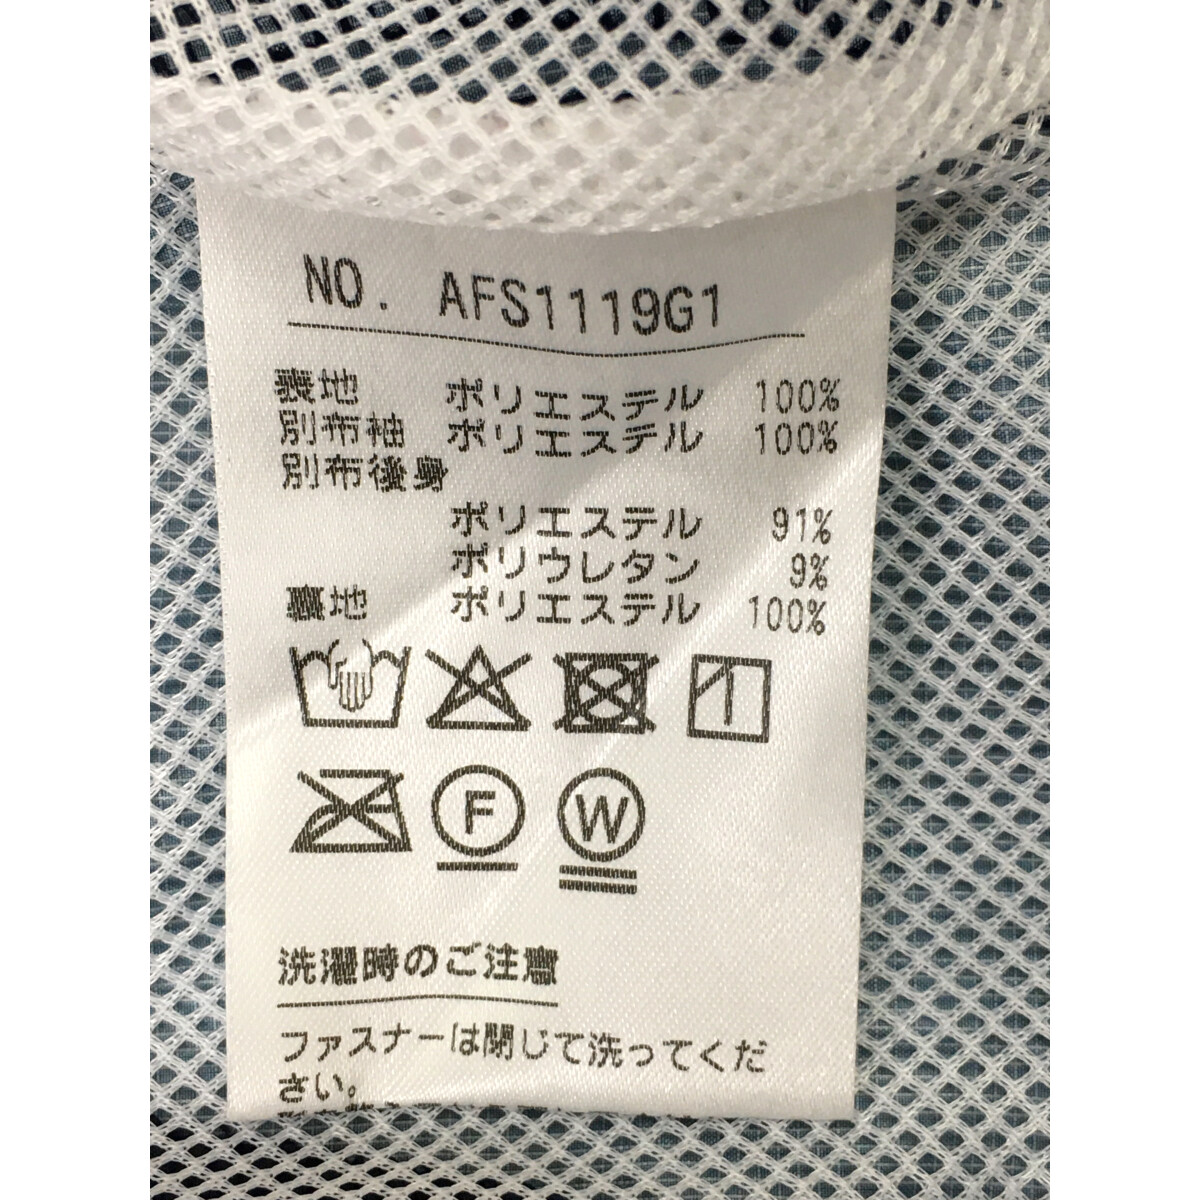 NO. AFS1119G1
表地 ポリエステル 100%
別布袖 ポリエステル 100%
別布後身
ポリエステル 91%
ポリウレタン 9%
裏地 ポリエステル 100%
F W
洗濯時のご注意
ファスナーは閉じて洗ってくだ
さい。